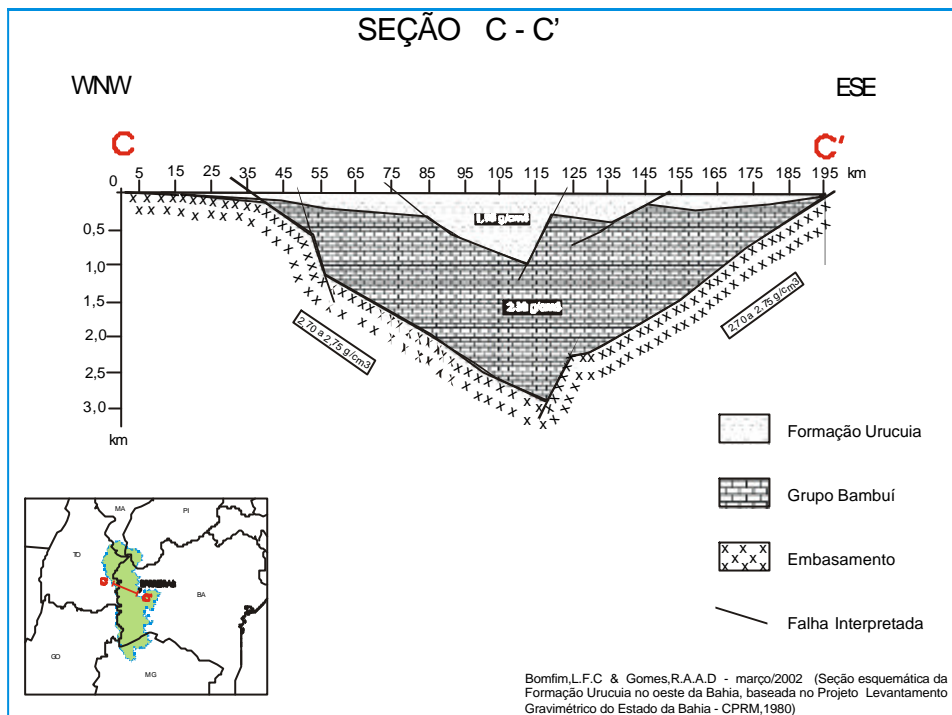 SEÇÃO C - C’
WNW
ESE
C
C'
0 5 15 25 35 45 55 65 75 85 95 105 115 125 135 145 155 165 175 185 195 km
0,5
1,0
1,5
2,0
2,5
3,0
km
2,70 a 2,75 g/cm3
2,70 a 2,75 g/cm3
Formação Urucuia
Grupo Bambuí
Embasamento
Falha Interpretada
MA
PI
TO
BA
GO
MG
Bomfim,L.F.C & Gomes,R.A.A.D - março/2002 (Seção esquemática da
Formação Urucuia no oeste da Bahia, baseada no Projeto Levantamento
Gravimétrico do Estado da Bahia - CPRM,1980)